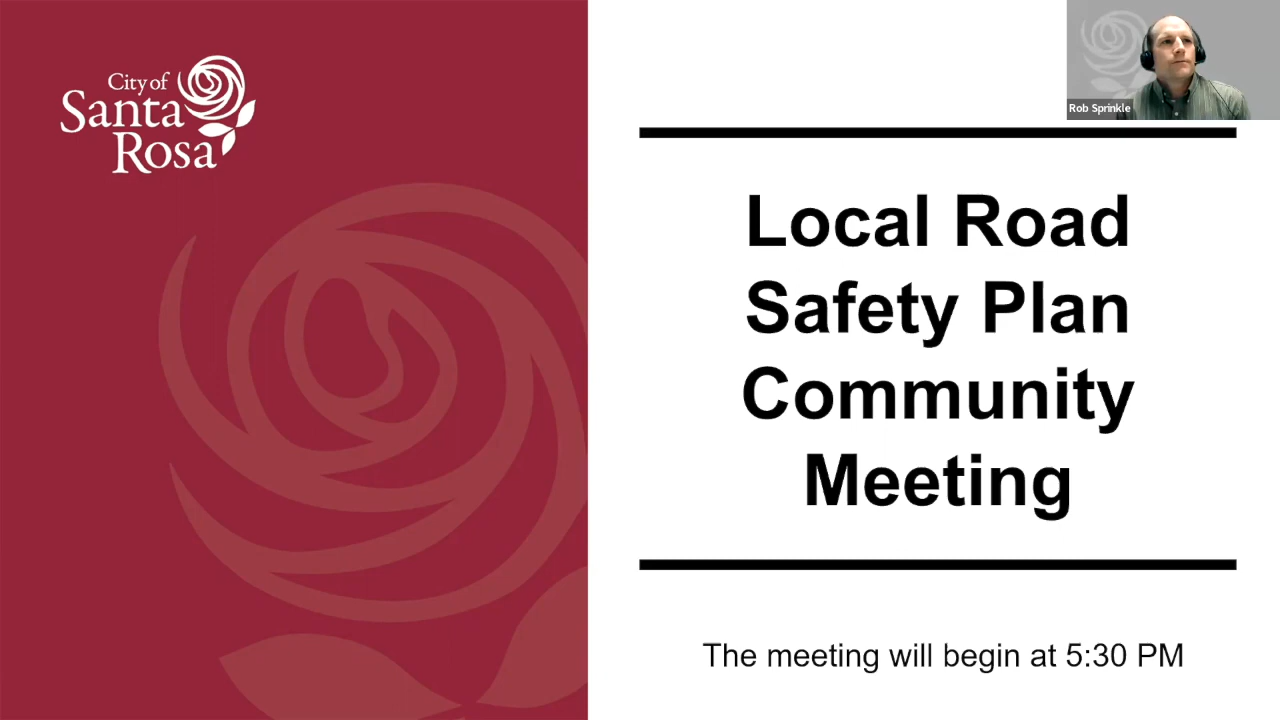 City of
Santa
Rosa
Rob Sprinkle
Local Road
Safety Plan
Community
Meeting
The meeting will begin at 5:30 PM